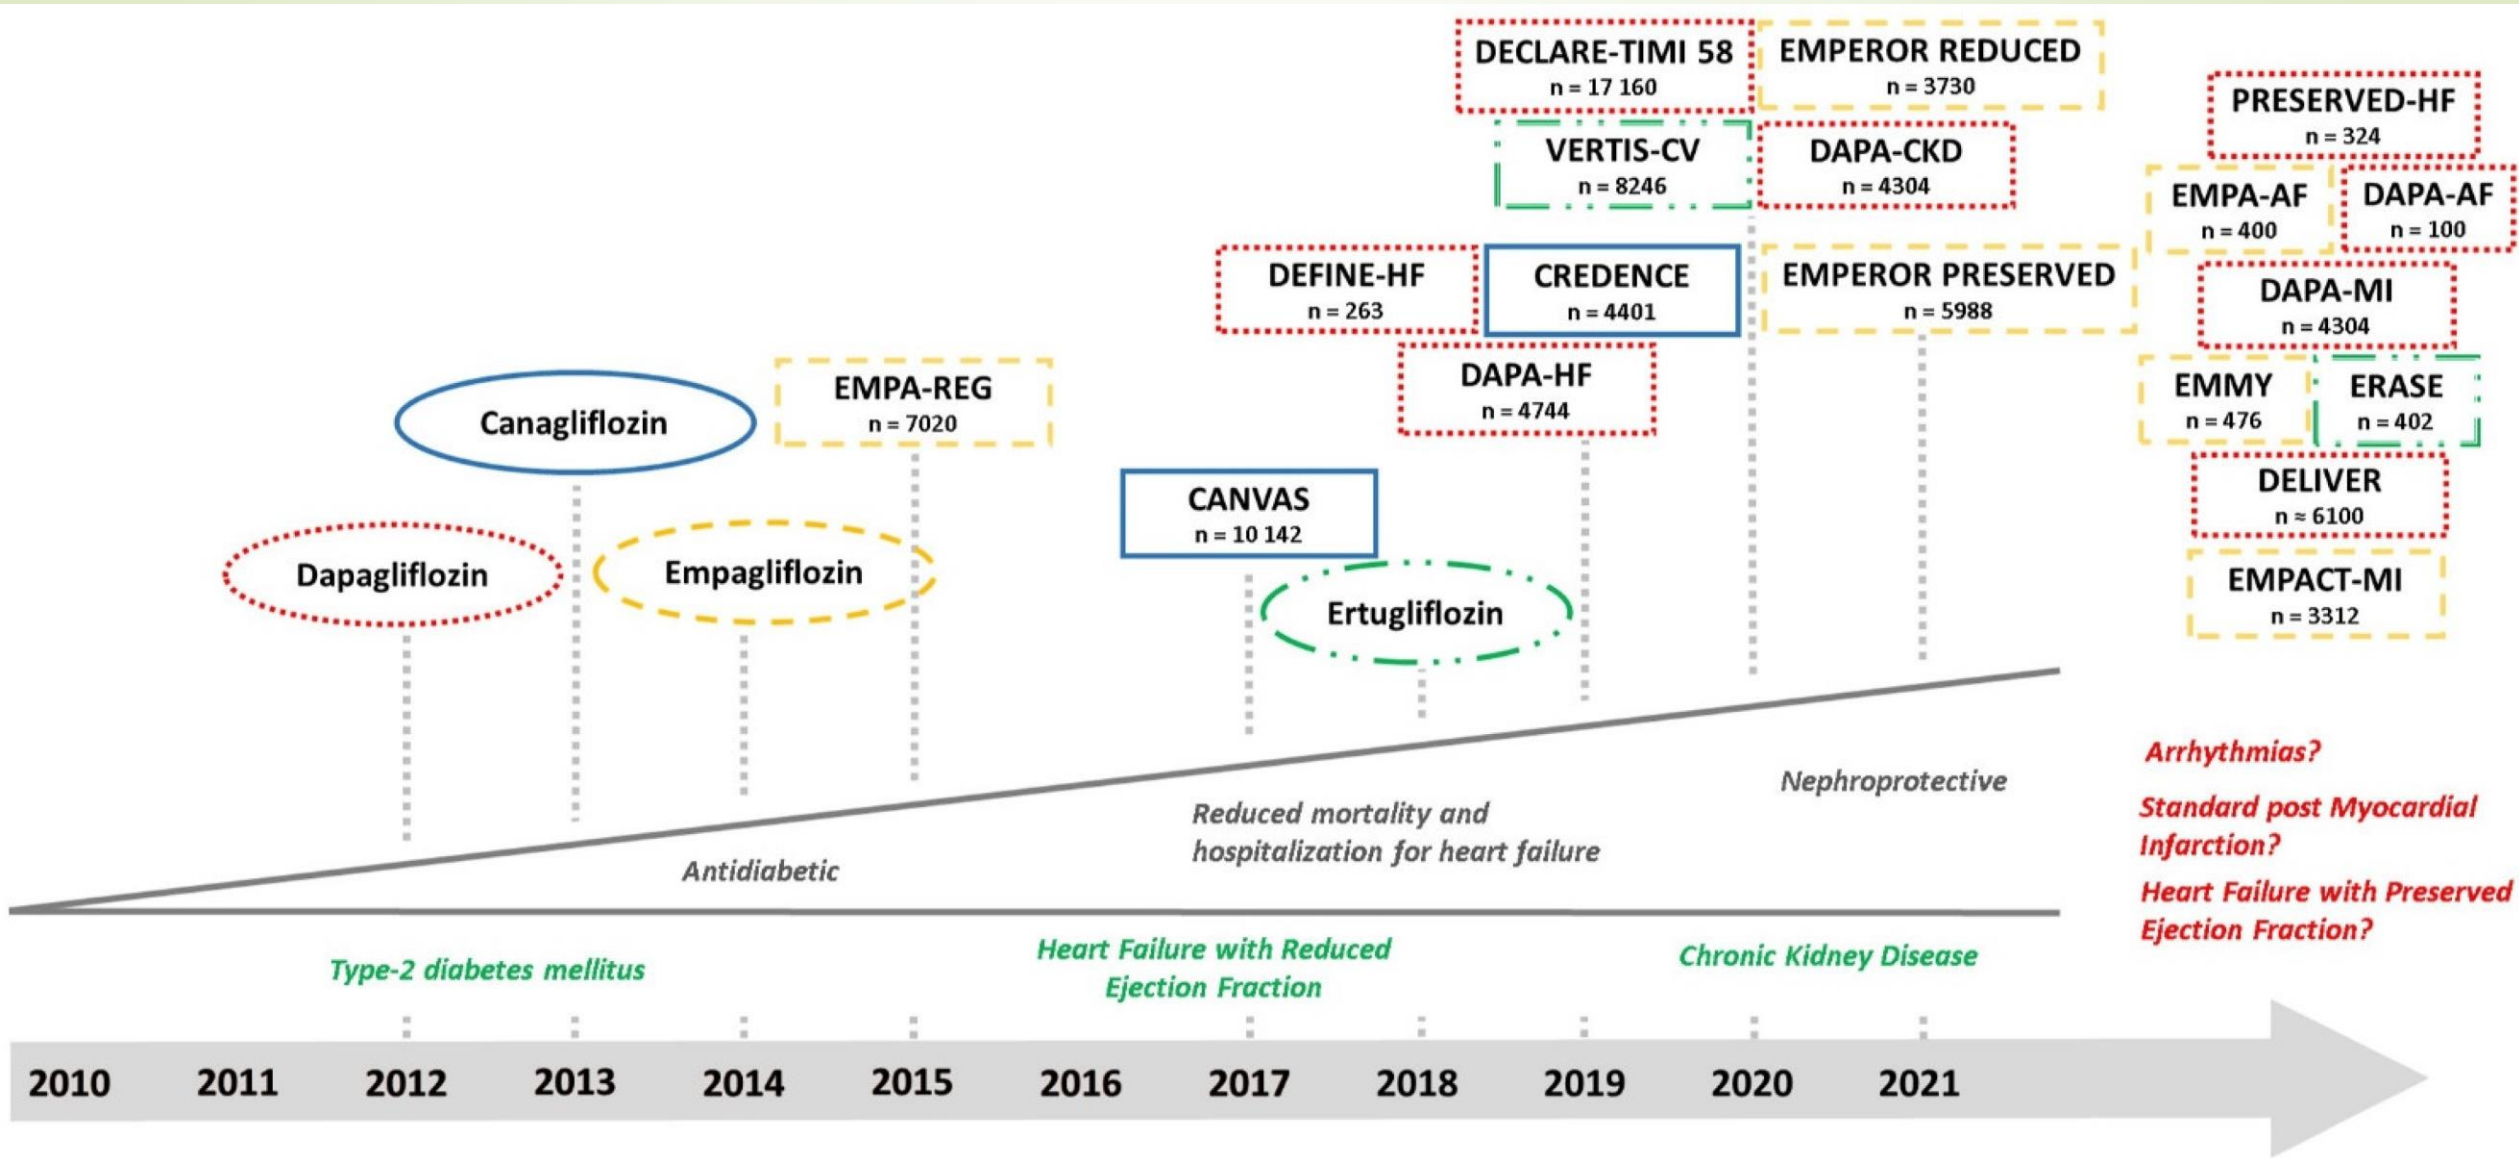 DECLARE-TIMI 58
n = 17 160
EMPEROR REDUCED
n = 3730
PRESERVED-HF
n = 324
VERTIS-CV
n = 8246
DAPA-CKD
n = 4304
EMPA-AF
n = 400
DAPA-AF
n = 100
DEFINE-HF
n = 263
CREDENCE
n = 4401
EMPEROR PRESERVED
n = 5988
DAPA-MI
n = 4304
Canagliflozin
EMPA-REG
n = 7020
DAPA-HF
n = 4744
EMMY
n = 476
ERASE
n = 402
CANVAS
n = 10 142
DELIVER
n ≈ 6100
Dapagliflozin
Empagliflozin
Ertugliflozin
EMPACT-MI
n = 3312
Antidiabetic
Reduced mortality and
hospitalization for heart failure
Nephroprotective
Arrhythmias?
Standard post Myocardial
Infarction?
Heart Failure with Preserved
Ejection Fraction?
Type-2 diabetes mellitus
Heart Failure with Reduced
Ejection Fraction
Chronic Kidney Disease
2010 2011 2012 2013 2014 2015 2016 2017 2018 2019 2020 2021